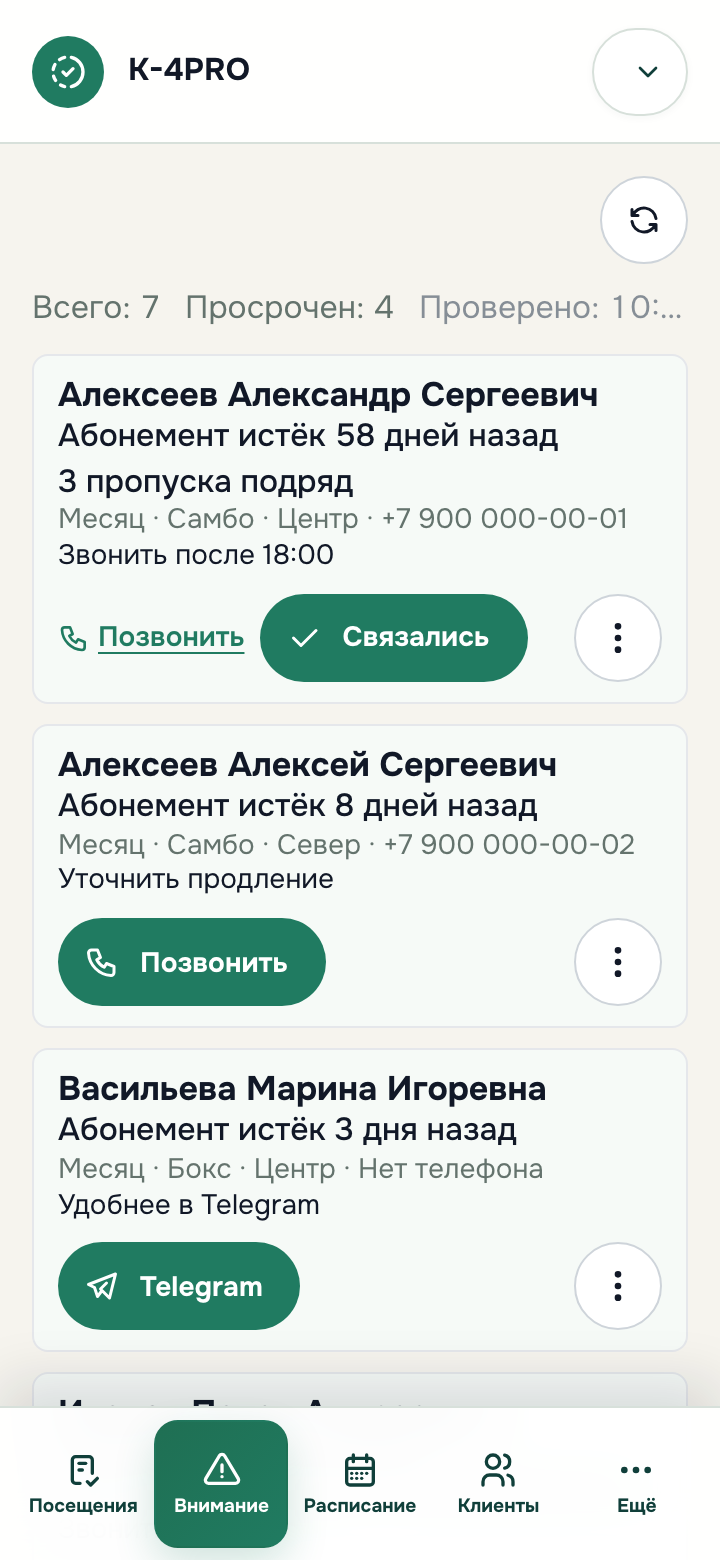 K-4PRO
Всего: 7 Просрочен: 4 Проверено: 10:...
Алексеев Александр Сергеевич
Абонемент истёк 58 дней назад
3 пропуска подряд
Месяц · Самбо · Центр · +7 900 000-00-01
Звонить после 18:00
Позвонить Связались
Алексеев Алексей Сергеевич
Абонемент истёк 8 дней назад
Месяц · Самбо · Север · +7 900 000-00-02
Уточнить продление
Позвонить
Васильева Марина Игоревна
Абонемент истёк 3 дня назад
Месяц · Бокс · Центр · Нет телефона
Удобнее в Telegram
Telegram
Посещения Внимание Расписание Клиенты Ещё